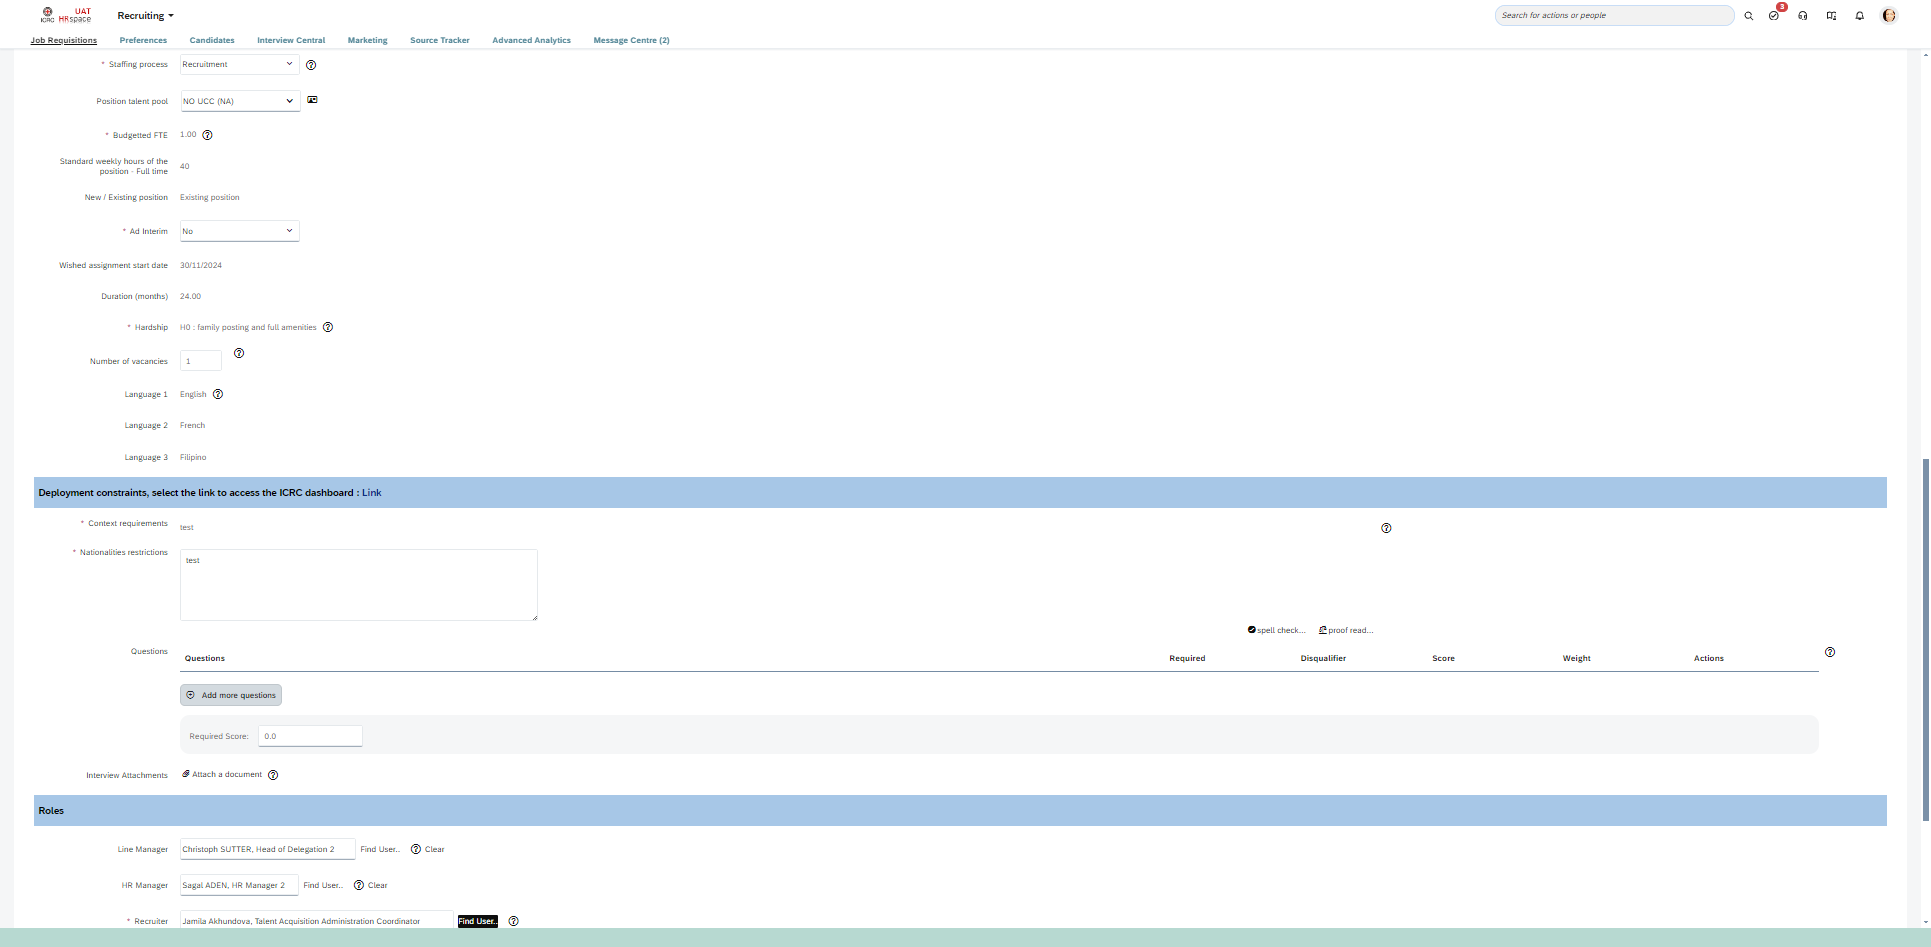 ICRC
UAT
HRspace
Recruiting
Search for actions or people
3
Job Requisitions
Preferences
Candidates
Interview Central
Marketing
Source Tracker
Advanced Analytics
Message Centre (2)
* Staffing process
Recruitment
Position talent pool
NO UCC (NA)
* Budgetted FTE
1.00
Standard weekly hours of the
position - Full time
40
New / Existing position
Existing position
* Ad Interim
No
Wished assignment start date
30/11/2024
Duration (months)
24.00
* Hardship
H0 : family posting and full amenities
Number of vacancies
1
Language 1
English
Language 2
French
Language 3
Filipino
Deployment constraints, select the link to access the ICRC dashboard : Link
* Context requirements
test
* Nationalities restrictions
test
spell check...
proof read...
Questions
Questions
Required
Disqualifier
Score
Weight
Actions
Add more questions
Required Score:
0.0
Interview Attachments
Attach a document
Roles
Line Manager
Christoph SUTTER, Head of Delegation 2
Find User..
Clear
HR Manager
Sagal ADEN, HR Manager 2
Find User..
Clear
* Recruiter
Jamila Akhundova, Talent Acquisition Administration Coordinator
Find User..